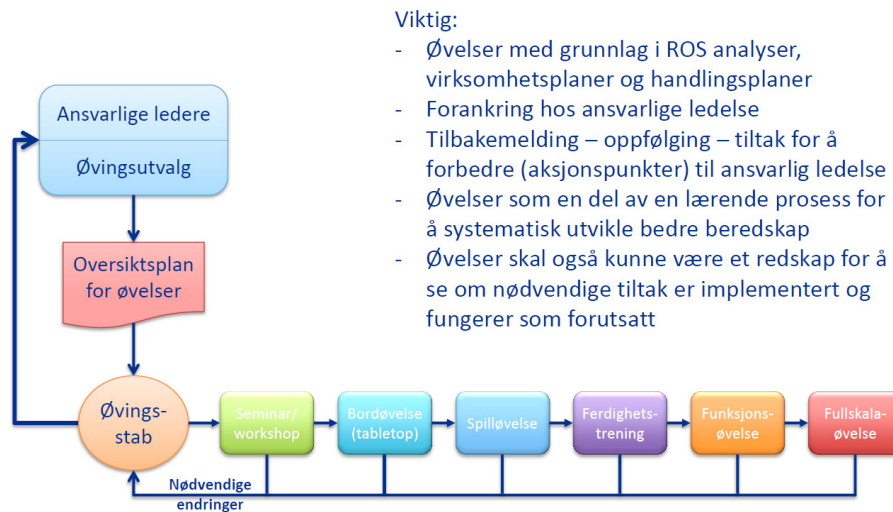 Viktig:
- Øvelser med grunnlag i ROS analyser,
virksomhetsplaner og handlingsplaner
- Forankring hos ansvarlige ledelse
- Tilbakemelding – oppfølging – tiltak for å
forbedre (aksjonspunkter) til ansvarlig ledelse
- Øvelser som en del av en lærende prosess for
å systematisk utvikle bedre beredskap
- Øvelser skal også kunne være et redskap for å
se om nødvendige tiltak er implementert og
fungerer som forutsatt
Ansvarlige ledere
Øvingsutvalg
Oversiktsplan
for øvelser
Øvings-
stab
Seminar/
workshop
Bordøvelse
(tabletop)
Spilløvelse
Ferdighets-
trening
Funksjons-
øvelse
Fullskala-
øvelse
Nødvendige
endringer